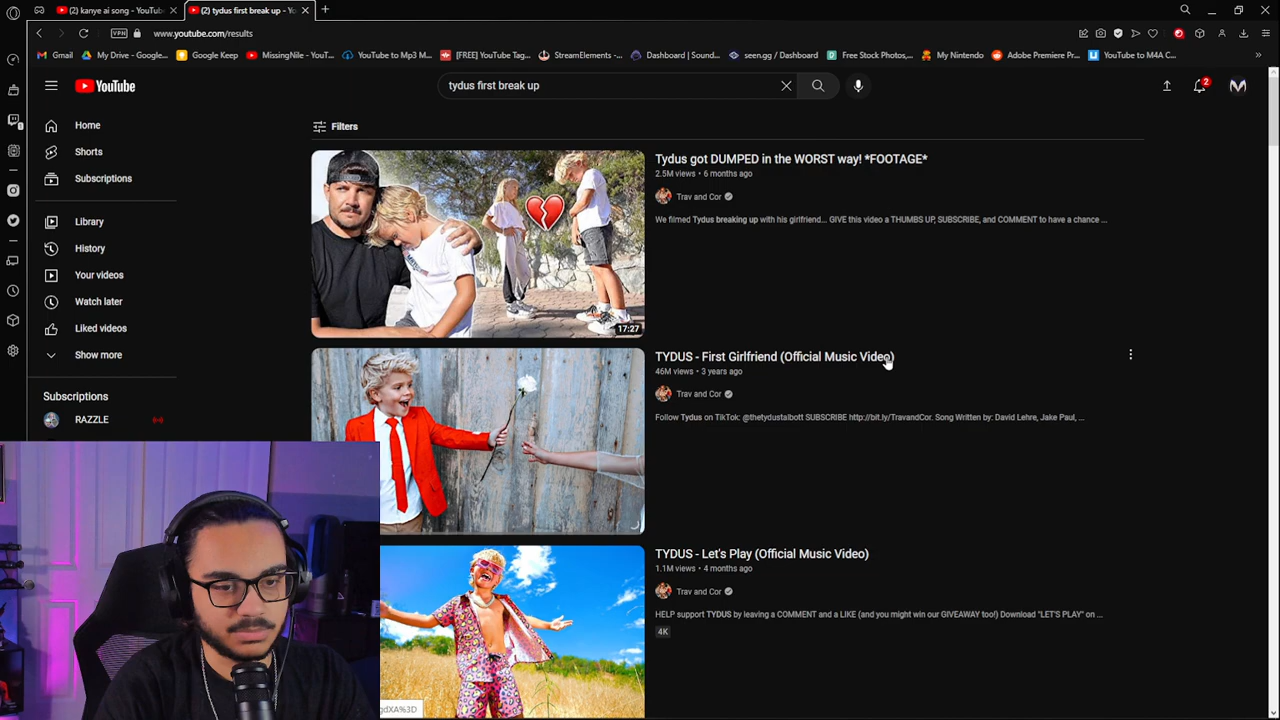 (2) kanye ai song - YouTub
(2) tydus first break up - Yo
VPN
www.youtube.com/results
Gmail
My Drive - Google...
Google Keep
MissingNile - YouT...
YouTube to Mp3 M...
[FREE] YouTube Tag...
StreamElements -...
Dashboard | Sound...
seen.gg / Dashboard
Free Stock Photos,...
My Nintendo
Adobe Premiere Pr...
YouTube to M4A C...
YouTube
tydus first break up
2
Home
Shorts
Subscriptions
Library
History
Your videos
Watch later
Liked videos
Show more
Subscriptions
RAZZLE
Filters
Tydus got DUMPED in the WORST way! *FOOTAGE*
2.5M views • 6 months ago
Trav and Cor
We filmed Tydus breaking up with his girlfriend... GIVE this video a THUMBS UP, SUBSCRIBE, and COMMENT to have a chance ...
17:27
TYDUS - First Girlfriend (Official Music Video)
46M views • 3 years ago
Trav and Cor
Follow Tydus on TikTok: @thetydustalbott SUBSCRIBE http://bit.ly/TravandCor. Song Written by: David Lehre, Jake Paul, ...
TYDUS - Let's Play (Official Music Video)
1.1M views • 4 months ago
Trav and Cor
HELP support TYDUS by leaving a COMMENT and a LIKE (and you might win our GIVEAWAY too!) Download "LET'S PLAY" on ...
4K
gdXA%3D